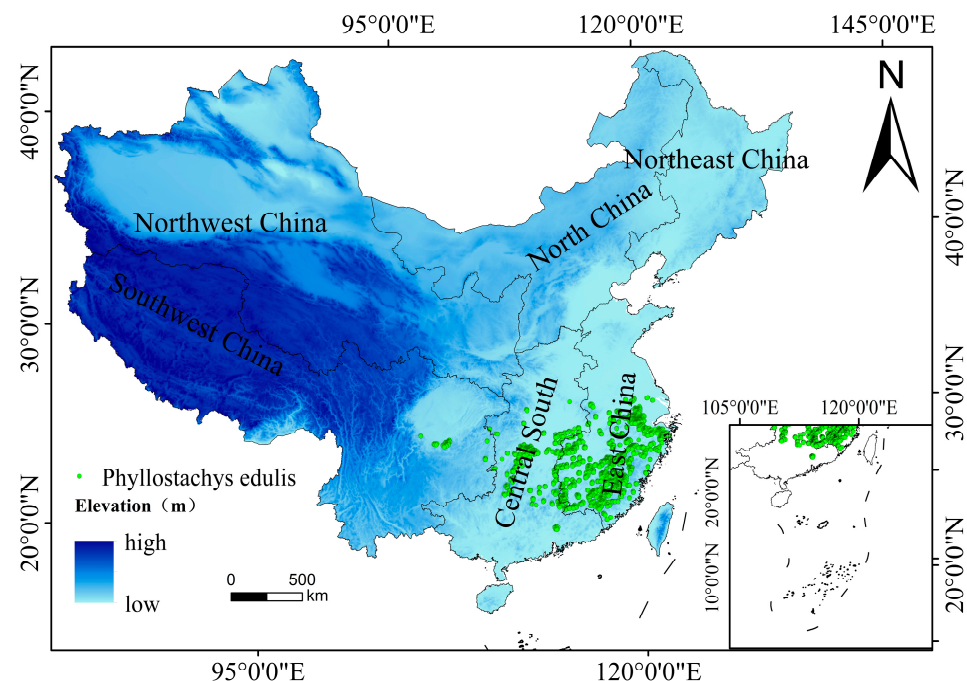 95°0'0"E 120°0'0"E 145°0'0"E
40°0'0"N
30°0'0"N
20°0'0"N
N
40°0'0"N
30°0'0"N
20°0'0"N
Northeast China
North China
Northwest China
Southwest China
Central South
East China
105°0'0"E 120°0'0"E
20°0'0"N
10°0'0"N
Phyllostachys edulis
Elevation（m）
high
low
0 500
km
95°0'0"E 120°0'0"E